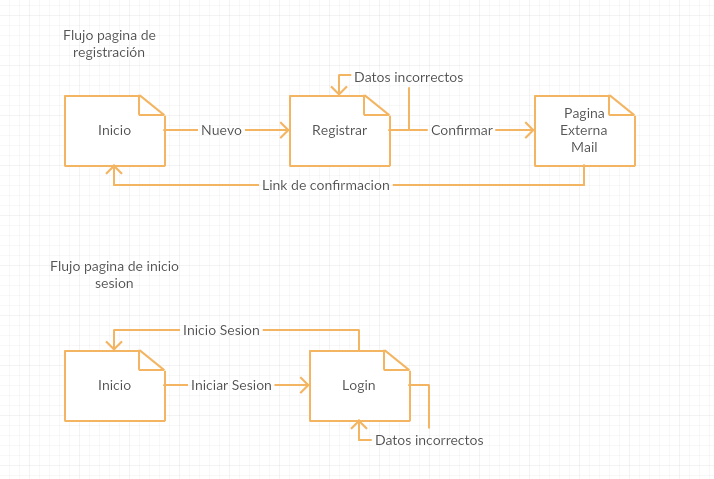 Flujo pagina de
registración
Datos incorrectos
Inicio
Nuevo
Registrar
Confirmar
Pagina
Externa
Mail
Link de confirmacion
Flujo pagina de inicio
sesion
Inicio Sesion
Inicio
Iniciar Sesion
Login
Datos incorrectos